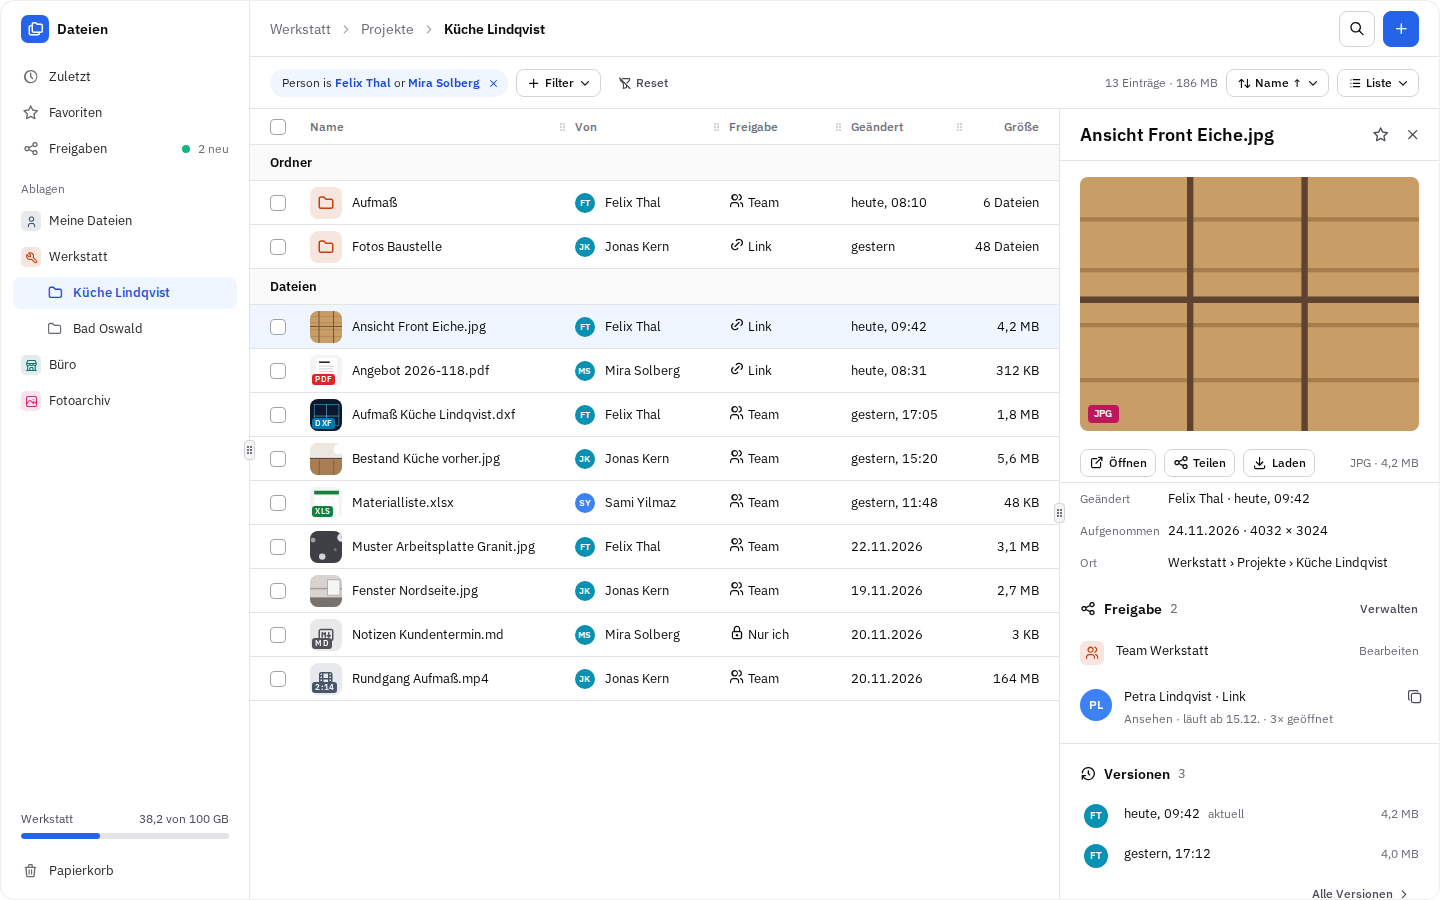 Dateien
Zuletzt
Favoriten
Freigaben 2 neu
Ablagen
Meine Dateien
Werkstatt
Küche Lindqvist
Bad Oswald
Büro
Fotoarchiv
Werkstatt 38,2 von 100 GB
Papierkorb
Werkstatt Projekte Küche Lindqvist
Person is Felix Thal or Mira Solberg Filter Reset 13 Einträge · 186 MB Name ↑ Liste
Name Von Freigabe Geändert Größe
Ordner
Aufmaß FT Felix Thal Team heute, 08:10 6 Dateien
Fotos Baustelle JK Jonas Kern Link gestern 48 Dateien
Dateien
Ansicht Front Eiche.jpg FT Felix Thal Link heute, 09:42 4,2 MB
PDF Angebot 2026-118.pdf MS Mira Solberg Link heute, 08:31 312 KB
DXF Aufmaß Küche Lindqvist.dxf FT Felix Thal Team gestern, 17:05 1,8 MB
Bestand Küche vorher.jpg JK Jonas Kern Team gestern, 15:20 5,6 MB
XLS Materialliste.xlsx SY Sami Yilmaz Team gestern, 11:48 48 KB
Muster Arbeitsplatte Granit.jpg FT Felix Thal Team 22.11.2026 3,1 MB
Fenster Nordseite.jpg JK Jonas Kern Team 19.11.2026 2,7 MB
MD Notizen Kundentermin.md MS Mira Solberg Nur ich 20.11.2026 3 KB
2:14 Rundgang Aufmaß.mp4 JK Jonas Kern Team 20.11.2026 164 MB
Ansicht Front Eiche.jpg
JPG
Öffnen Teilen Laden JPG · 4,2 MB
Geändert Felix Thal · heute, 09:42
Aufgenommen 24.11.2026 · 4032 × 3024
Ort Werkstatt › Projekte › Küche Lindqvist
Freigabe 2 Verwalten
Team Werkstatt Bearbeiten
PL Petra Lindqvist · Link
Ansehen · läuft ab 15.12. · 3× geöffnet
Versionen 3
FT heute, 09:42 aktuell 4,2 MB
FT gestern, 17:12 4,0 MB
Alle Versionen